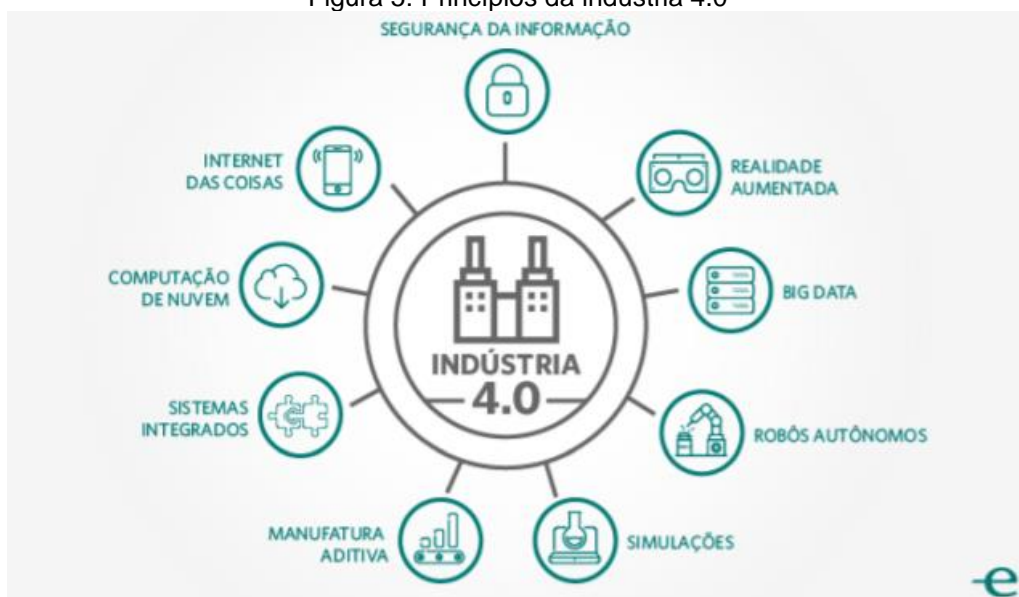 Figura 3: Princípios da indústria 4.0
SEGURANÇA DA INFORMAÇÃO
INTERNET
DAS COISAS
REALIDADE
AUMENTADA
COMPUTAÇÃO
DE NUVEM
BIG DATA
INDÚSTRIA
4.0
SISTEMAS
INTEGRADOS
ROBÔS AUTÔNOMOS
MANUFATURA
ADITIVA
SIMULAÇÕES
e